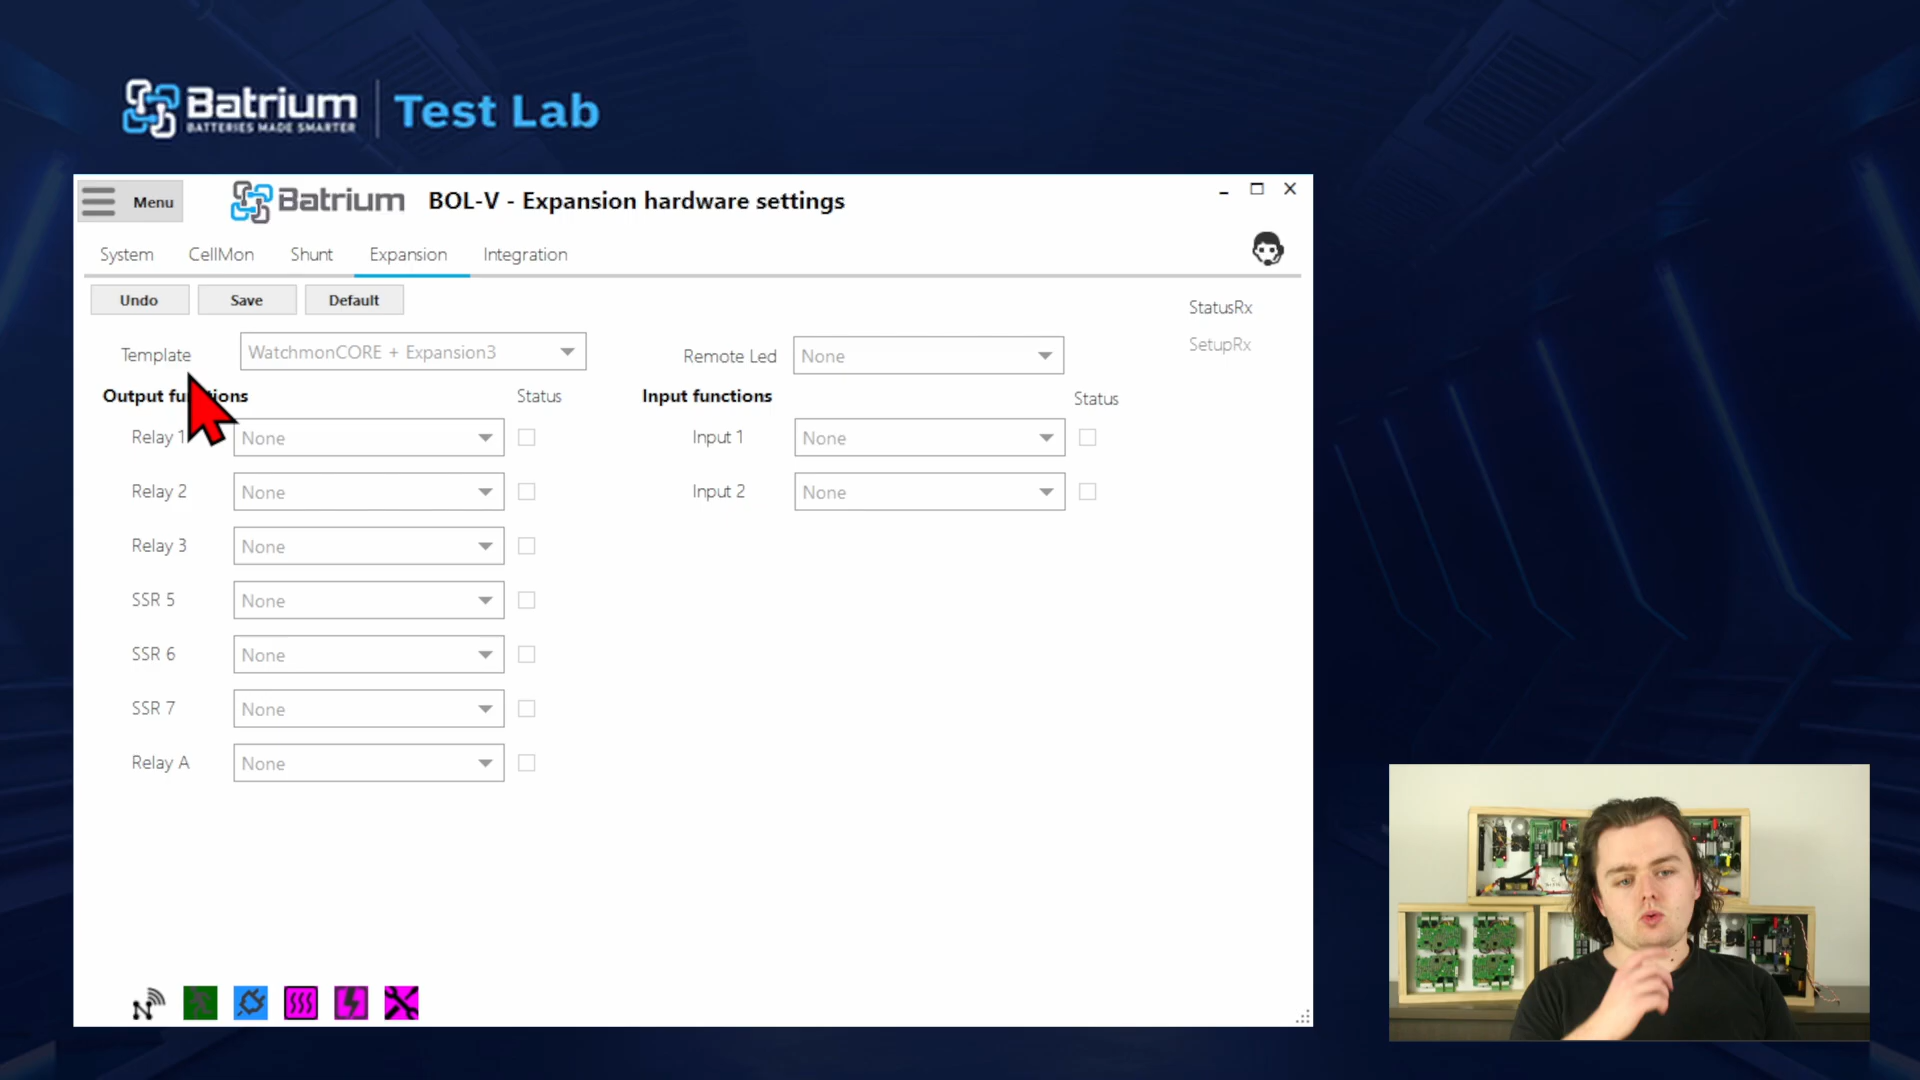 Batrium
BATTERIES MADE SMARTER
Test Lab
Menu
Batrium
BOL-V - Expansion hardware settings
System CellMon Shunt Expansion Integration
Undo Save Default
StatusRx
SetupRx
Template WatchmonCORE + Expansion3
Remote Led None
Output functions Status
Input functions Status
Relay 1 None
Input 1 None
Relay 2 None
Input 2 None
Relay 3 None
SSR 5 None
SSR 6 None
SSR 7 None
Relay A None
N